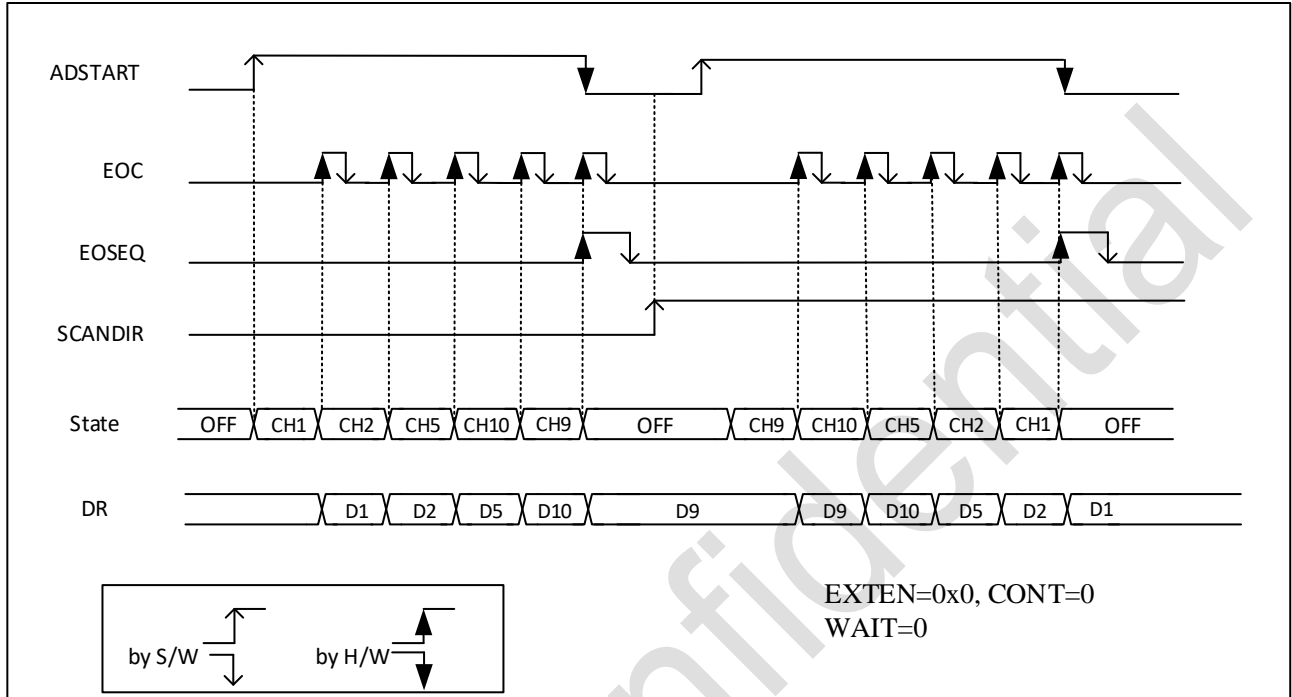 ADSTART
EOC
EOSEQ
SCANDIR
State OFF CH1 CH2 CH5 CH10 CH9 OFF CH9 CH10 CH5 CH2 CH1 OFF
DR D1 D2 D5 D10 D9 D9 D10 D5 D2 D1
by S/W by H/W
EXTEN=0x0, CONT=0
WAIT=0
nfidential